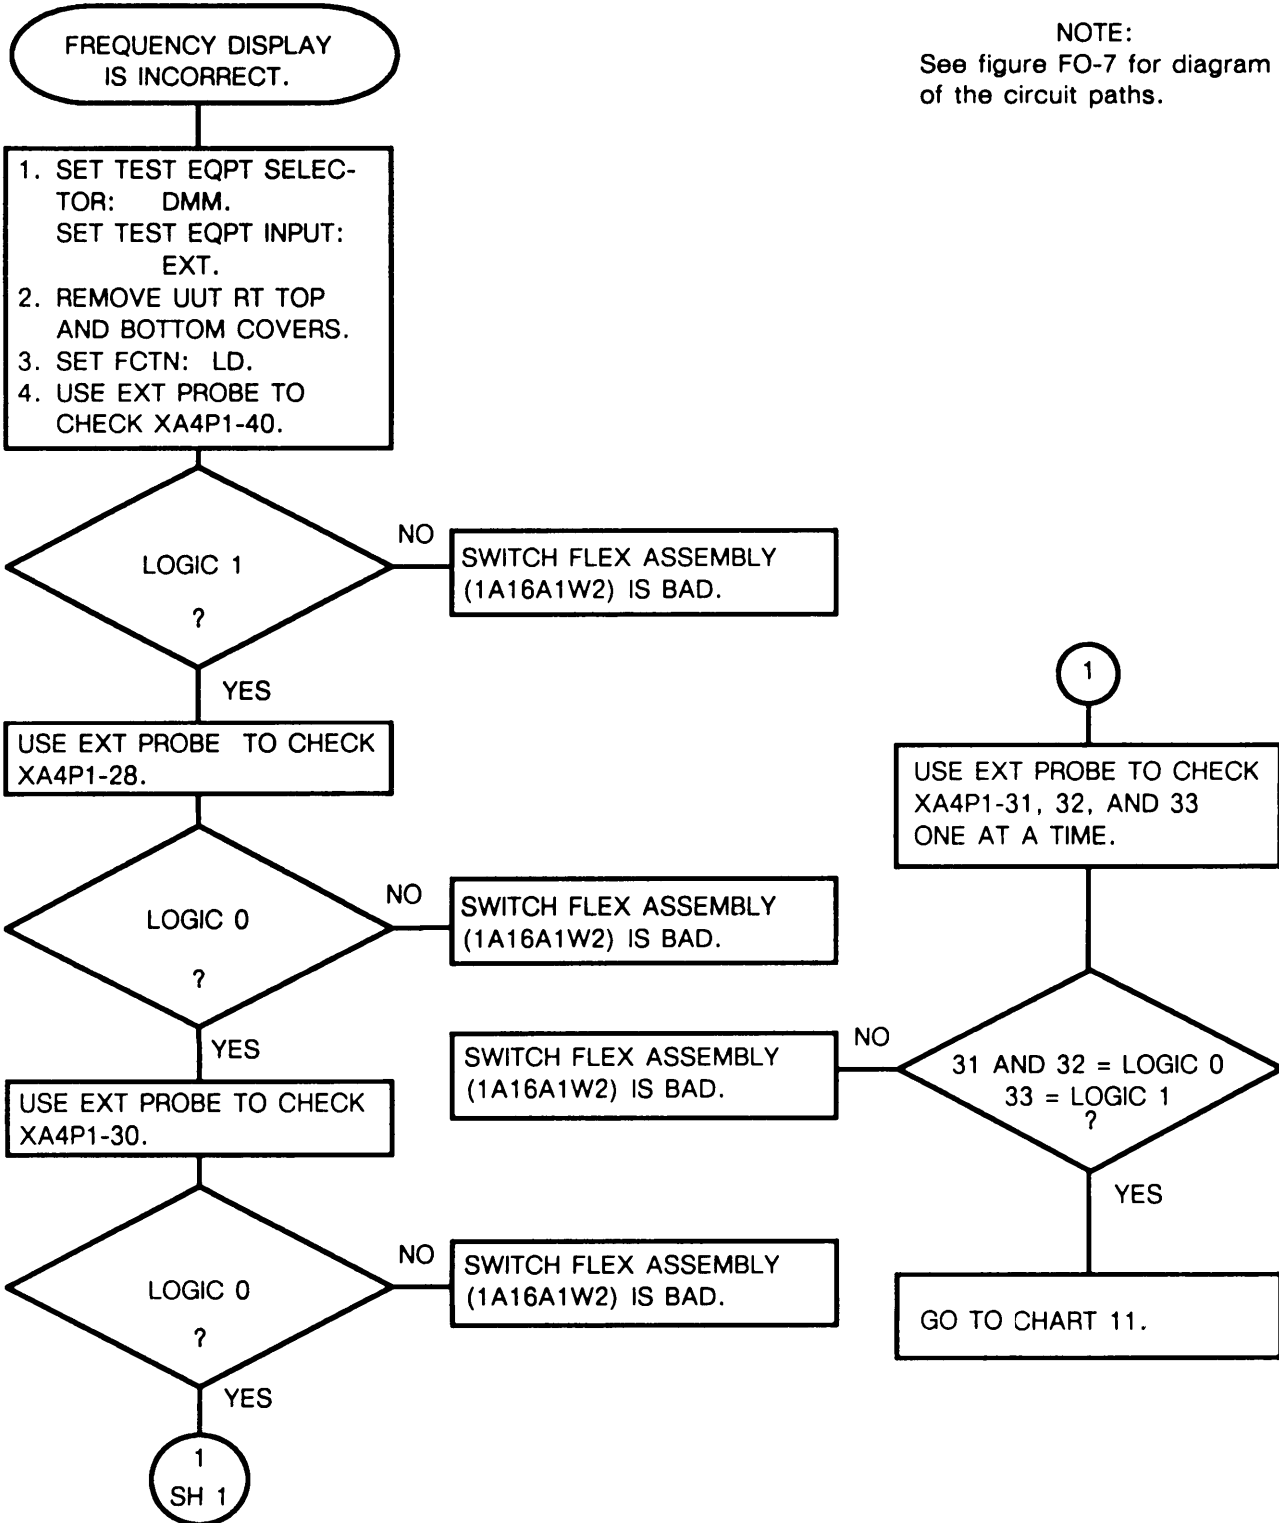 FREQUENCY DISPLAY
IS INCORRECT.
NOTE:
See figure FO-7 for diagram
of the circuit paths.
1. SET TEST EQPT SELEC-
TOR: DMM.
SET TEST EQPT INPUT:
EXT.
2. REMOVE UUT RT TOP
AND BOTTOM COVERS.
3. SET FCTN: LD.
4. USE EXT PROBE TO
CHECK XA4P1-40.
LOGIC 1
?
NO
SWITCH FLEX ASSEMBLY
(1A16A1W2) IS BAD.
YES
USE EXT PROBE TO CHECK
XA4P1-28.
LOGIC 0
?
NO
SWITCH FLEX ASSEMBLY
(1A16A1W2) IS BAD.
YES
USE EXT PROBE TO CHECK
XA4P1-30.
LOGIC 0
?
NO
SWITCH FLEX ASSEMBLY
(1A16A1W2) IS BAD.
YES
1
SH 1
1
USE EXT PROBE TO CHECK
XA4P1-31, 32, AND 33
ONE AT A TIME.
31 AND 32 = LOGIC 0
33 = LOGIC 1
?
NO
SWITCH FLEX ASSEMBLY
(1A16A1W2) IS BAD.
YES
GO TO CHART 11.